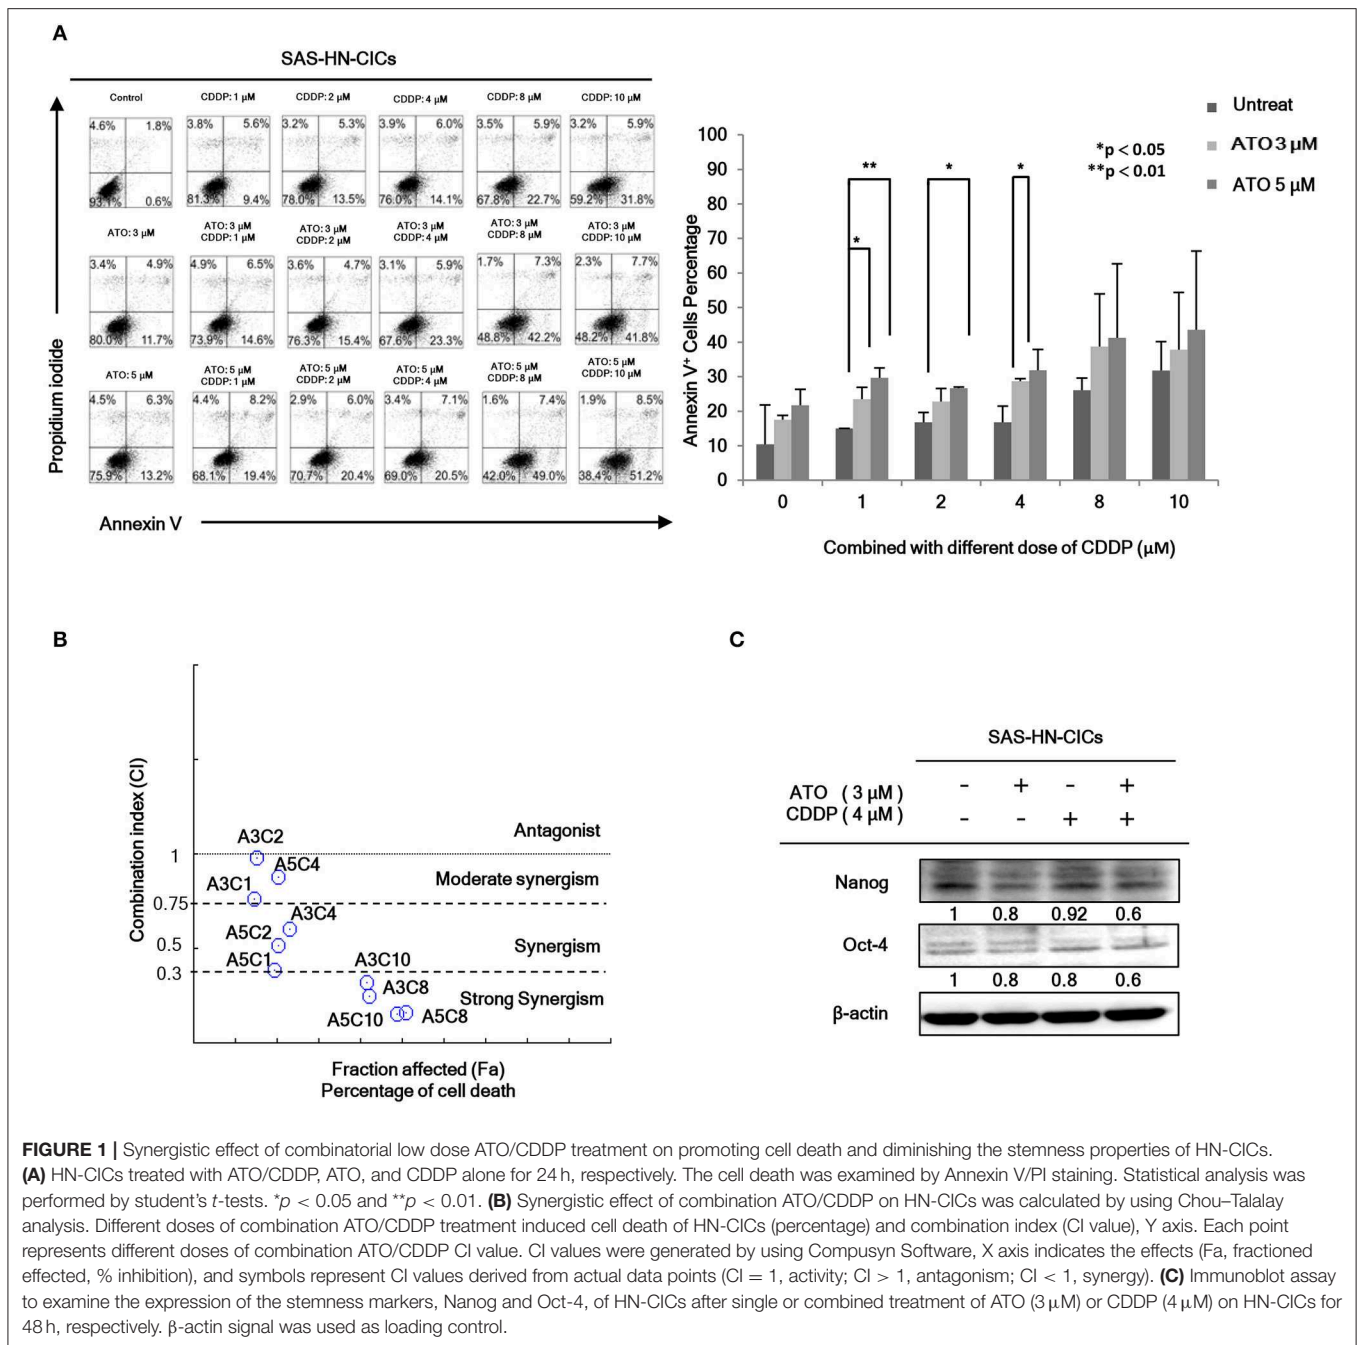 A
SAS-HN-CICs
Control CDDP: 1 µM CDDP: 2 µM CDDP: 4 µM CDDP: 8 µM CDDP: 10 µM
4.6% 1.8% 3.8% 5.6% 3.2% 5.3% 3.9% 6.0% 3.5% 5.9% 3.2% 5.9%
93.1% 0.6% 81.3% 9.4% 78.0% 13.5% 76.0% 14.1% 67.8% 22.7% 59.2% 31.8%
ATO: 3 µM ATO: 3 µM ATO: 3 µM ATO: 3 µM ATO: 3 µM ATO: 3 µM
CDDP: 1 µM CDDP: 2 µM CDDP: 4 µM CDDP: 8 µM CDDP: 10 µM
3.4% 4.9% 4.9% 6.5% 3.6% 4.7% 3.1% 5.9% 1.7% 7.3% 2.3% 7.7%
80.0% 11.7% 73.9% 14.6% 76.3% 15.4% 67.6% 23.3% 48.8% 42.2% 48.2% 41.8%
ATO: 5 µM ATO: 5 µM ATO: 5 µM ATO: 5 µM ATO: 5 µM ATO: 5 µM
CDDP: 1 µM CDDP: 2 µM CDDP: 4 µM CDDP: 8 µM CDDP: 10 µM
4.5% 6.3% 4.4% 8.2% 2.9% 6.0% 3.4% 7.1% 1.6% 7.4% 1.9% 8.5%
75.9% 13.2% 68.1% 19.4% 70.7% 20.4% 69.0% 20.5% 42.0% 49.0% 38.4% 51.2%
Propidium iodide
Annexin V
Untreat
ATO 3 µM
ATO 5 µM
*p < 0.05
**p < 0.01
Annexin V⁺ Cells Percentage
100
90
80
70
60
50
40
30
20
10
0
** * *
*
0 1 2 4 8 10
Combined with different dose of CDDP (µM)
B
Combination index (CI)
1
0.75
0.5
0.3
Antagonist
Moderate synergism
Synergism
Strong Synergism
A3C2
A5C4
A3C1
A3C4
A5C2
A5C1
A3C10
A3C8
A5C10
A5C8
Fraction affected (Fa)
Percentage of cell death
C
SAS-HN-CICs
ATO ( 3 µM ) - + - +
CDDP ( 4 µM ) - - + +
Nanog
1 0.8 0.92 0.6
Oct-4
1 0.8 0.8 0.6
β-actin
FIGURE 1 | Synergistic effect of combinatorial low dose ATO/CDDP treatment on promoting cell death and diminishing the stemness properties of HN-CICs.
(A) HN-CICs treated with ATO/CDDP, ATO, and CDDP alone for 24 h, respectively. The cell death was examined by Annexin V/PI staining. Statistical analysis was
performed by student's t-tests. *p < 0.05 and **p < 0.01. (B) Synergistic effect of combination ATO/CDDP on HN-CICs was calculated by using Chou–Talalay
analysis. Different doses of combination ATO/CDDP treatment induced cell death of HN-CICs (percentage) and combination index (CI value), Y axis. Each point
represents different doses of combination ATO/CDDP CI value. CI values were generated by using Compusyn Software, X axis indicates the effects (Fa, fractioned
effected, % inhibition), and symbols represent CI values derived from actual data points (CI = 1, activity; CI > 1, antagonism; CI < 1, synergy). (C) Immunoblot assay
to examine the expression of the stemness markers, Nanog and Oct-4, of HN-CICs after single or combined treatment of ATO (3 µM) or CDDP (4 µM) on HN-CICs for
48 h, respectively. β-actin signal was used as loading control.